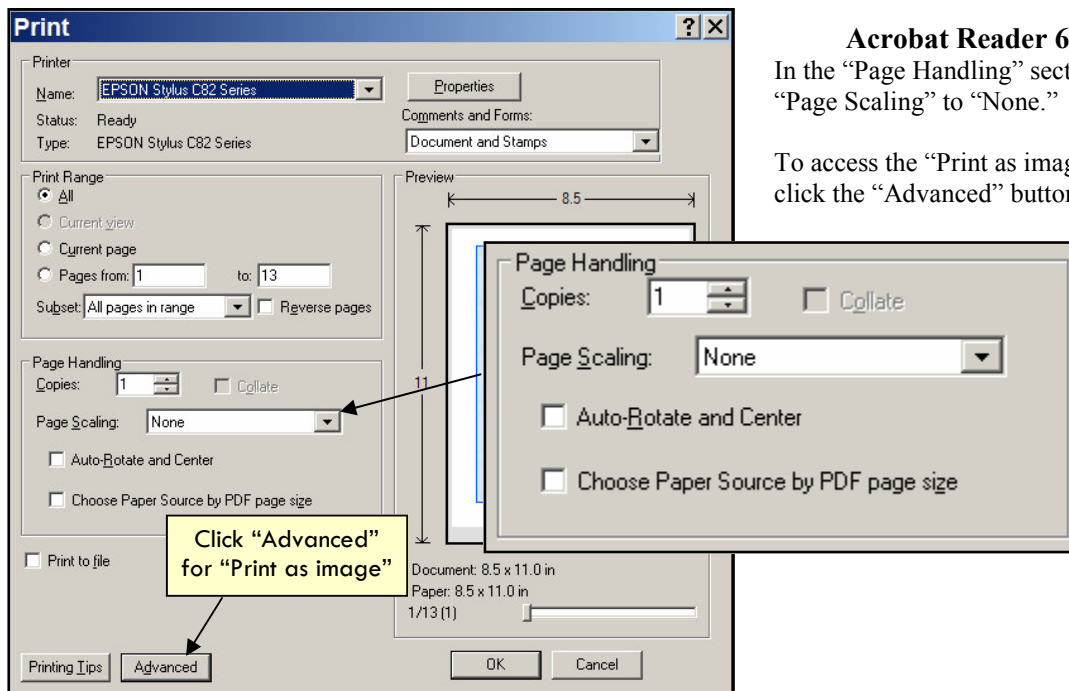 Print
Printer
Name: EPSON Stylus C82 Series
Properties
Status: Ready
Comments and Forms:
Type: EPSON Stylus C82 Series
Document and Stamps
Print Range
All
Current view
Current page
Pages from: 1 to: 13
Subset: All pages in range Reverse pages
Page Handling
Copies: 1 Collate
Page Scaling: None
Auto-Rotate and Center
Choose Paper Source by PDF page size
Print to file
Click “Advanced”
for “Print as image”
Printing Tips Advanced
Preview
8.5
11
Document: 8.5 x 11.0 in
Paper: 8.5 x 11.0 in
1/13 (1)
OK Cancel
Acrobat Reader 6
In the “Page Handling” sect
“Page Scaling” to “None.”
To access the “Print as imag
click the “Advanced” button
Page Handling
Copies: 1 Collate
Page Scaling: None
Auto-Rotate and Center
Choose Paper Source by PDF page size